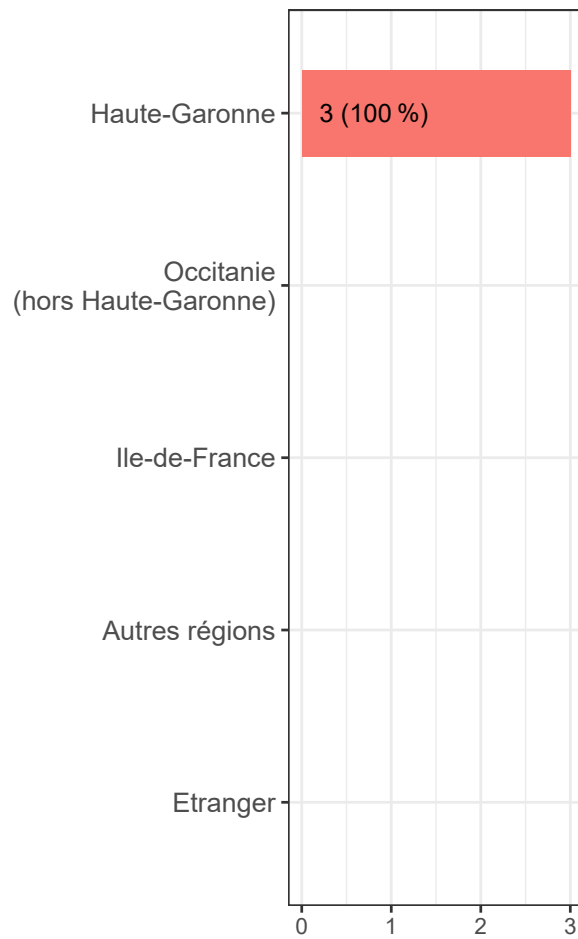 Haute-Garonne
3 (100 %)
Occitanie
(hors Haute-Garonne)
Ile-de-France
Autres régions
Etranger
0 1 2 3